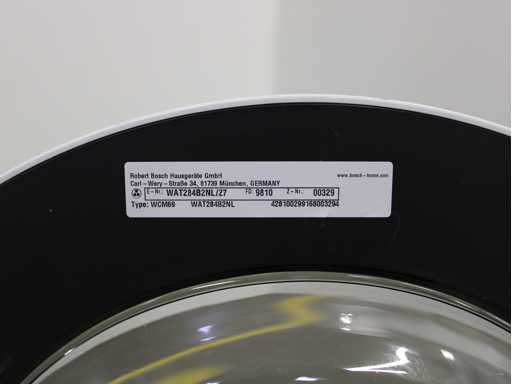 Robert Bosch Hausgeräte GmbH www.bosch-home.com
Carl-Wery-Straße 34, 81739 München, GERMANY
E-Nr.: WAT284B2NL/27 FD: 9810 Z-Nr.: 00329
Type: WCM69 WAT284B2NL 428100299168003294